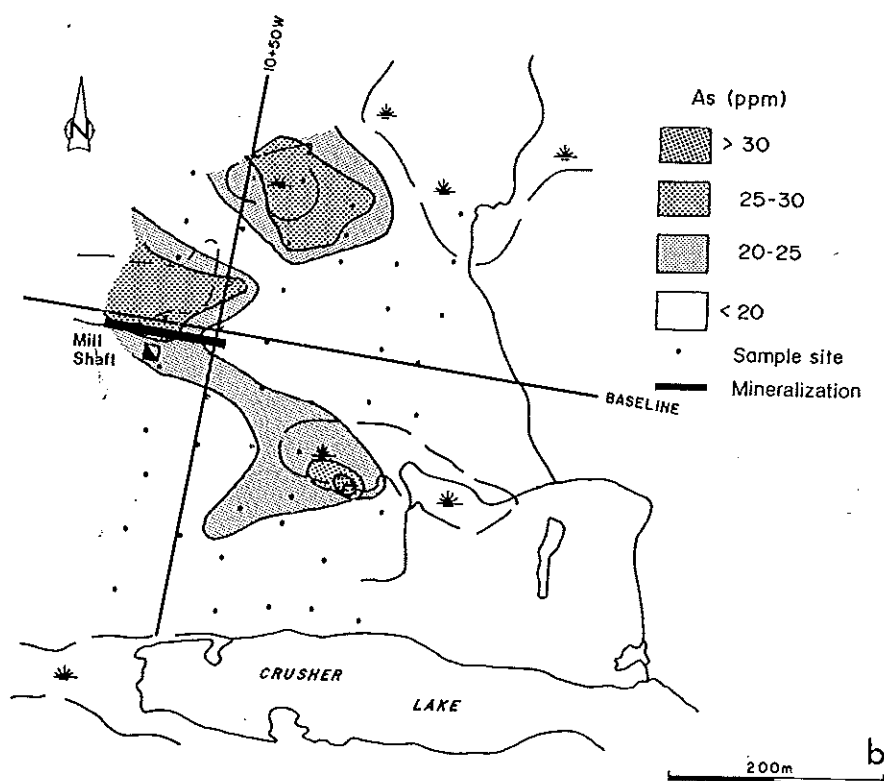 10+50W
N
As (ppm)
> 30
25-30
20-25
< 20
Sample site
Mineralization
Mill
Shaft
BASELINE
CRUSHER
LAKE
200m
b